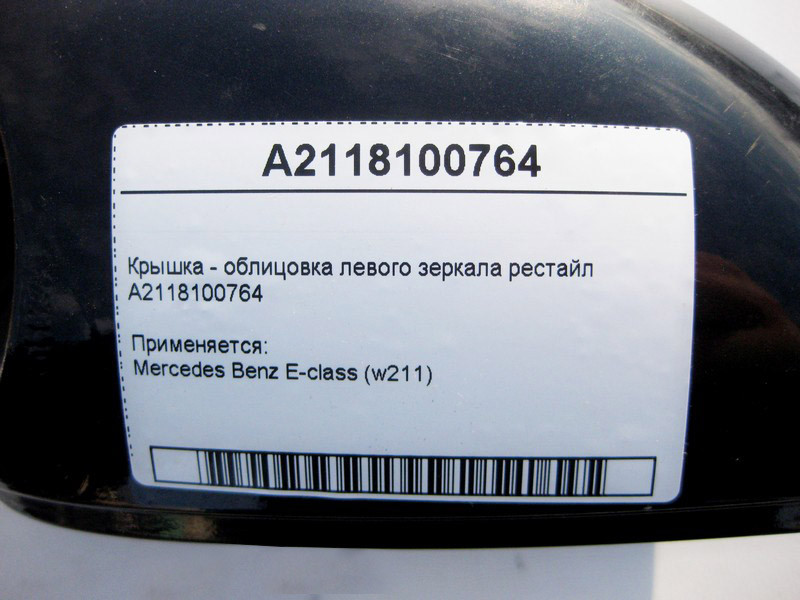 A2118100764
Крышка - облицовка левого зеркала рестайл
A2118100764
Применяется:
Mercedes Benz E-class (w211)